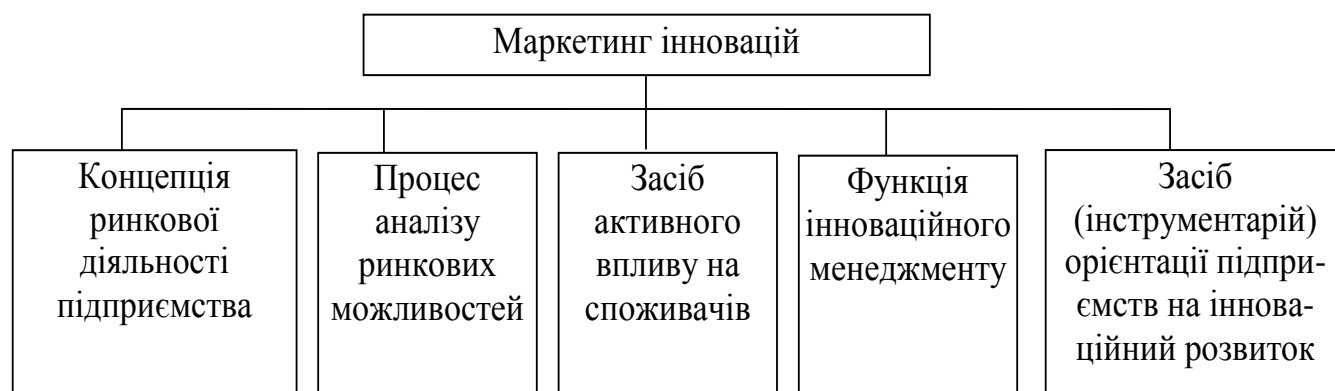 Маркетинг інновацій
Концепція
ринкової
діяльності
підприємства
Процес
аналізу
ринкових
можливостей
Засіб
активного
впливу на
споживачів
Функція
інноваційного
менеджменту
Засіб
(інструментарій)
орієнтації підпри-
ємств на іннова-
ційний розвиток